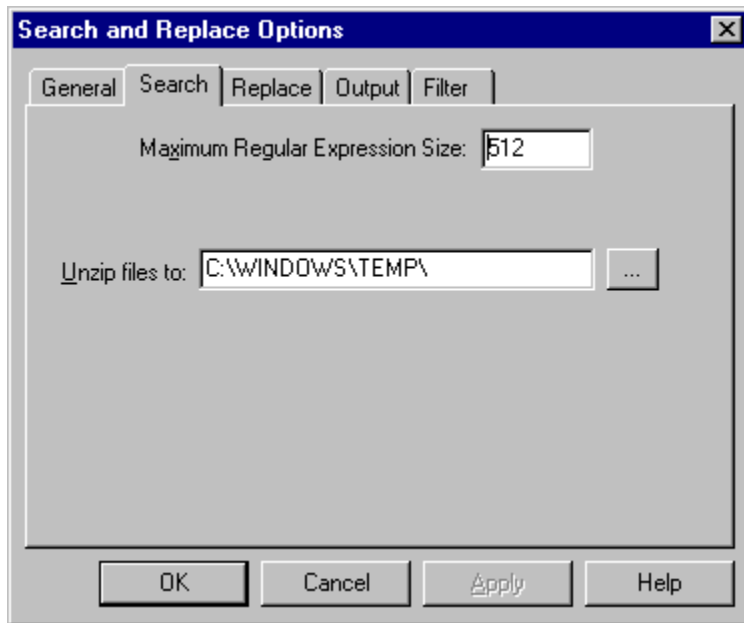 Search and Replace Options
General Search Replace Output Filter
Maximum Regular Expression Size: 512
Unzip files to: C:\WINDOWS\TEMP\ ...
OK Cancel Apply Help